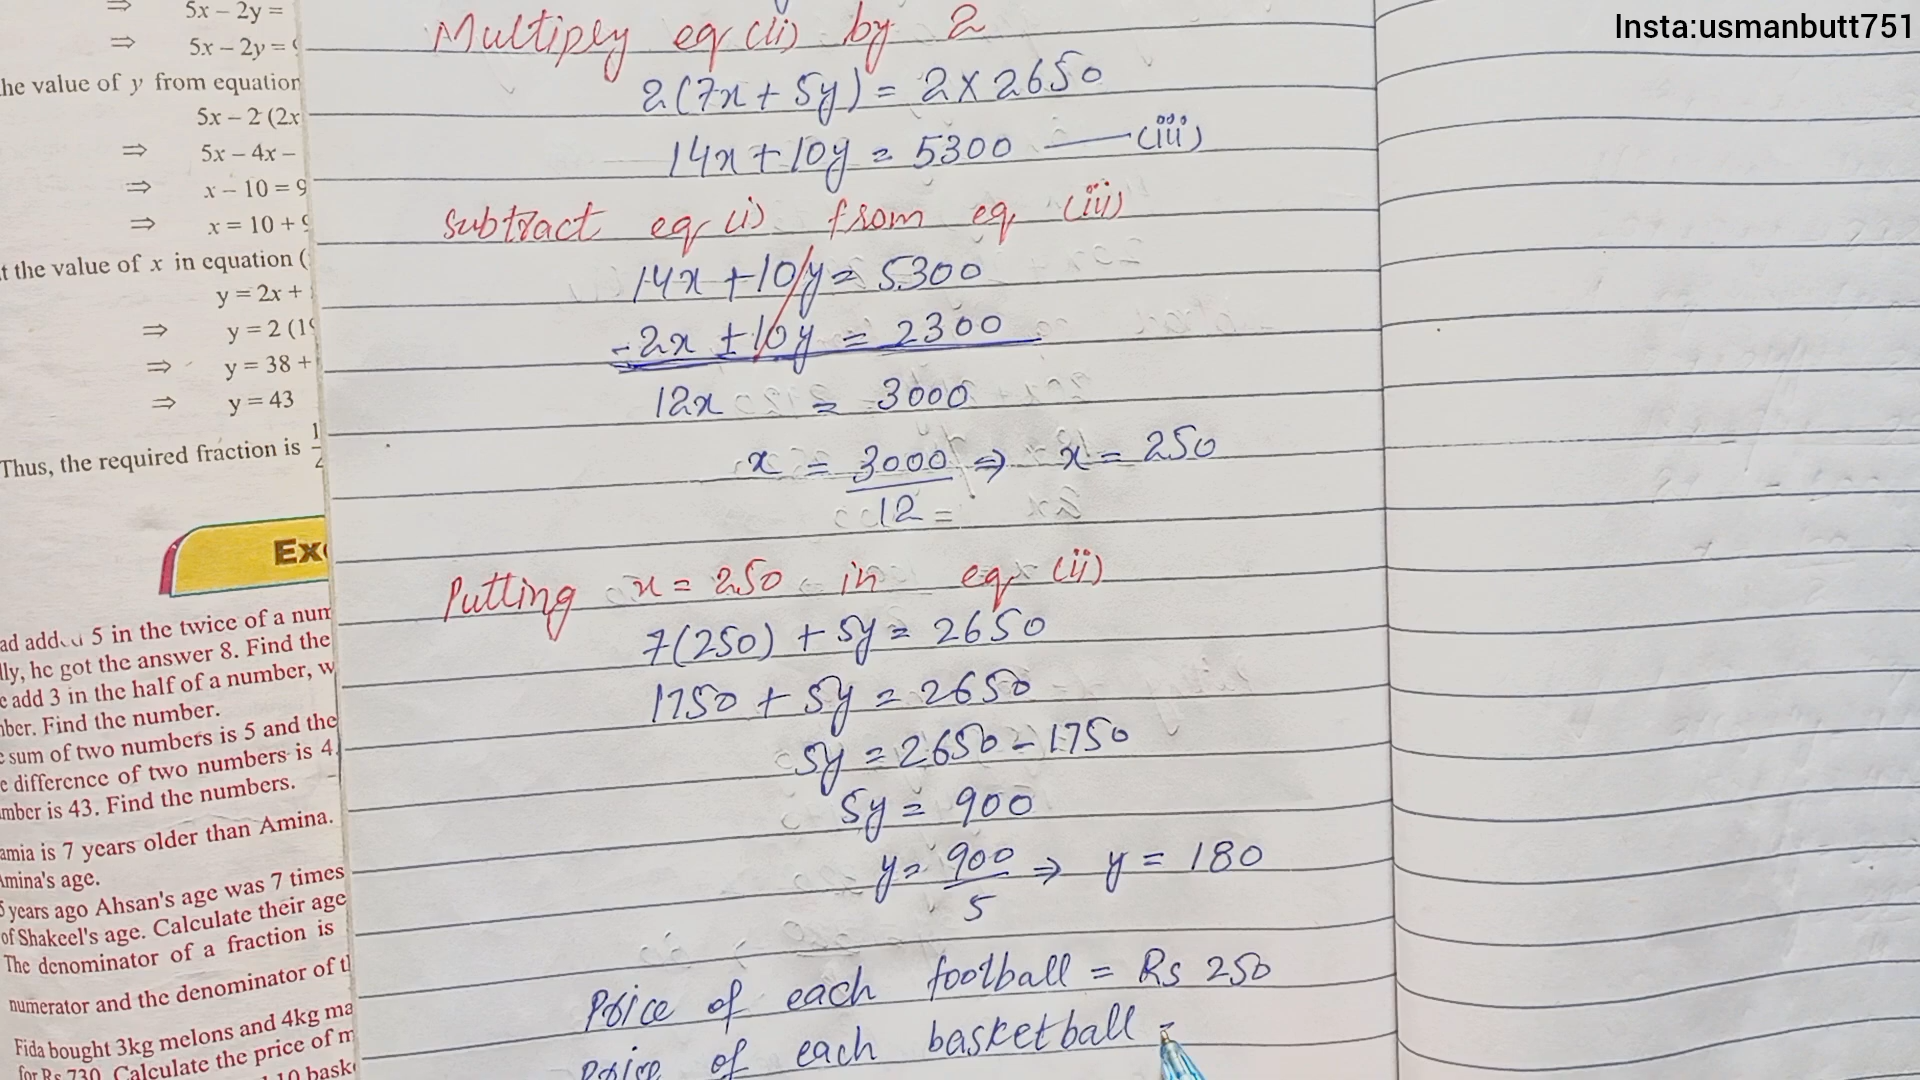 Insta:usmanbutt751
⇒ 5x – 2y =
⇒ 5x – 2y =
he value of y from equation
5x – 2 (2x
⇒ 5x – 4x –
⇒ x – 10 = 9
⇒ x = 10 + 9
t the value of x in equation (
y = 2x +
⇒ y = 2 (19
⇒ y = 38 +
⇒ y = 43
Thus, the required fraction is
Ex
ad added 5 in the twice of a num
lly, he got the answer 8. Find the
e add 3 in the half of a number, w
nber. Find the number.
e sum of two numbers is 5 and the
e difference of two numbers is 4.
mber is 43. Find the numbers.
amia is 7 years older than Amina.
Amina's age.
5 years ago Ahsan's age was 7 times
of Shakeel's age. Calculate their age
The denominator of a fraction is
numerator and the denominator of t
Fida bought 3kg melons and 4kg ma
for Rs 730. Calculate the price of m
10 bask
Multiply eq (ii) by 2
2(7x + 5y) = 2 × 2650
14x + 10y = 5300 —— (iii)
Subtract eq (i) from eq (iii)
14x + 10y = 5300
-2x ± 10y = 2300
12x = 3000
x = 3000/12 ⇒ x = 250
Putting x = 250 in eq (ii)
7(250) + 5y = 2650
1750 + 5y = 2650
5y = 2650 – 1750
5y = 900
y = 900/5 ⇒ y = 180
Price of each football = Rs 250
Price of each basketball =